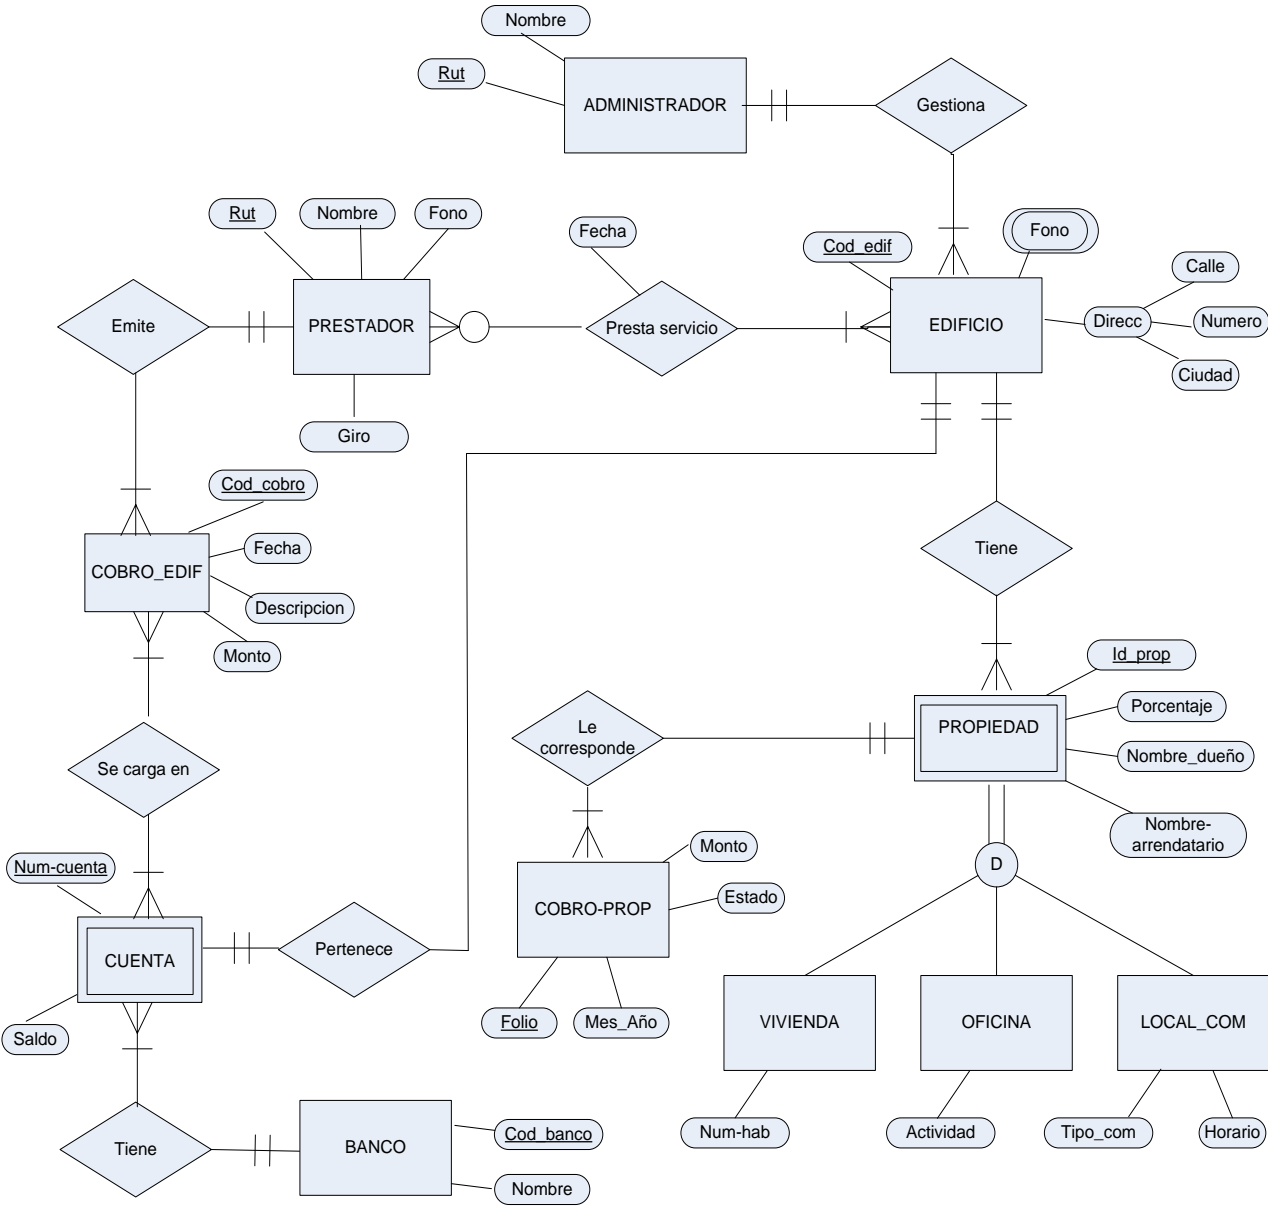 Nombre
Rut
ADMINISTRADOR
Gestiona
Rut
Nombre
Fono
Fecha
Cod_edif
Fono
Calle
Emite
PRESTADOR
Presta servicio
EDIFICIO
Direcc
Numero
Ciudad
Giro
Cod_cobro
Fecha
COBRO_EDIF
Descripcion
Monto
Tiene
Id_prop
Porcentaje
PROPIEDAD
Nombre_dueño
Nombre-
arrendatario
Le
corresponde
Se carga en
Num-cuenta
Monto
Estado
COBRO-PROP
D
CUENTA
Pertenece
Saldo
Folio
Mes_Año
VIVIENDA
OFICINA
LOCAL_COM
Num-hab
Actividad
Tipo_com
Horario
Tiene
BANCO
Cod_banco
Nombre